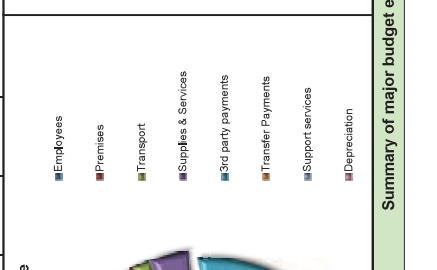 Employees
Premises
Transport
Supplies & Services
3rd party payments
Transfer Payments
Support services
Depreciation
Summary of major budget e